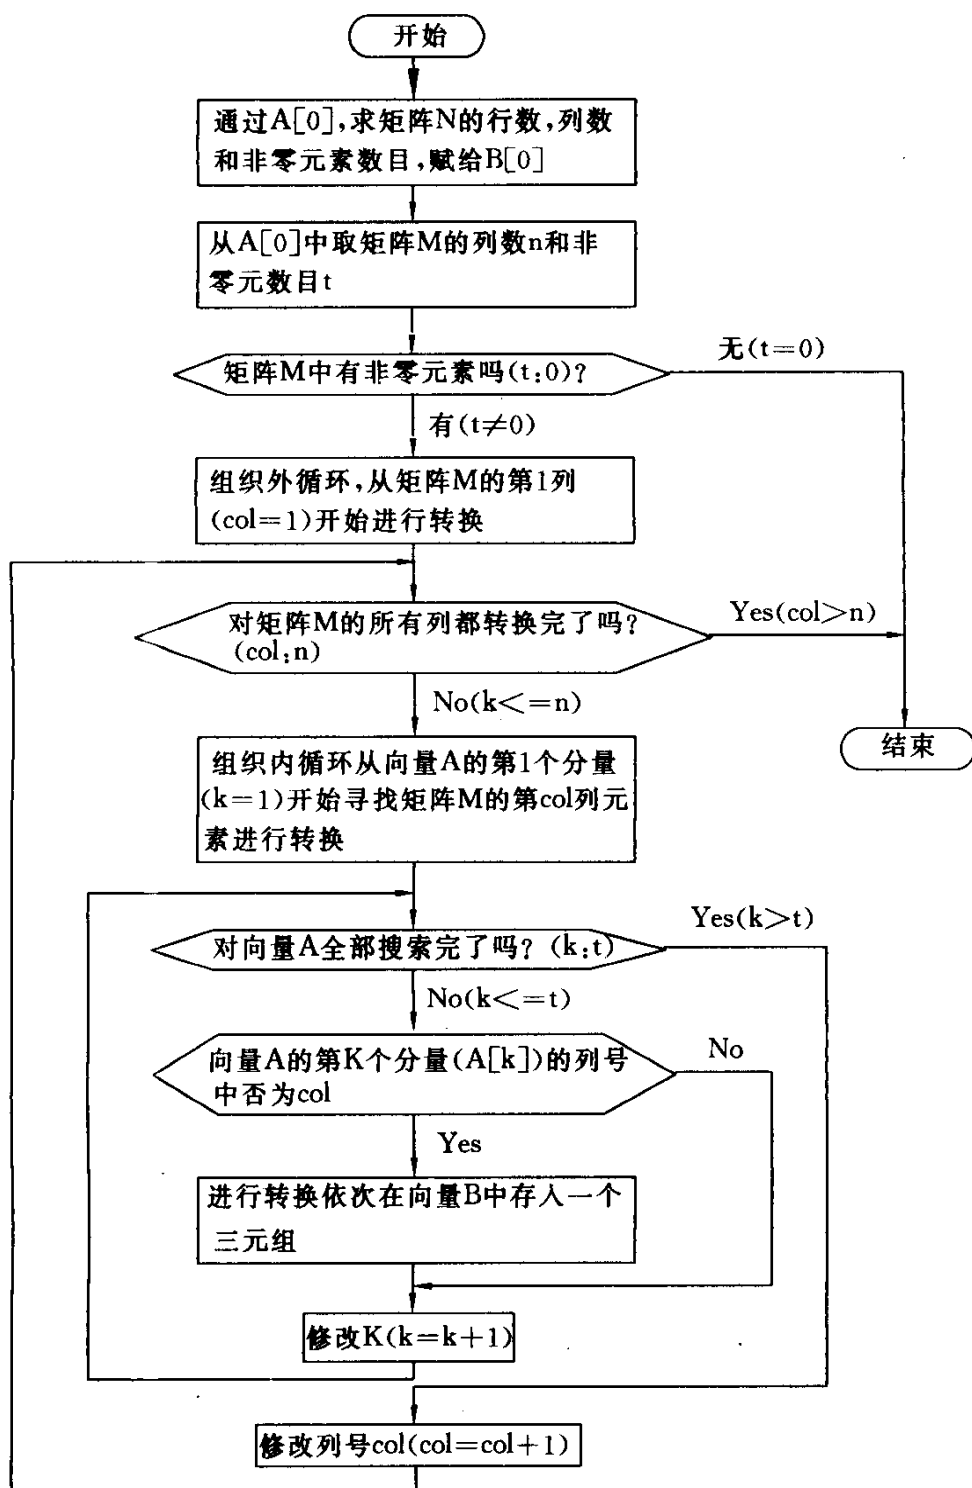 开始
通过A[0],求矩阵N的行数,列数
和非零元素数目,赋给B[0]
从A[0]中取矩阵M的列数n和非
零元数目t
无(t=0)
矩阵M中有非零元素吗(t:0)?
有(t≠0)
组织外循环,从矩阵M的第1列
(col=1)开始进行转换
对矩阵M的所有列都转换完了吗?
(col:n)
Yes(col>n)
No(k<=n)
结束
组织内循环从向量A的第1个分量
(k=1)开始寻找矩阵M的第col列元
素进行转换
Yes(k>t)
对向量A全部搜索完了吗? (k:t)
No(k<=t)
向量A的第K个分量(A[k])的列号
中否为col
No
Yes
进行转换依次在向量B中存入一个
三元组
修改K(k=k+1)
修改列号col(col=col+1)